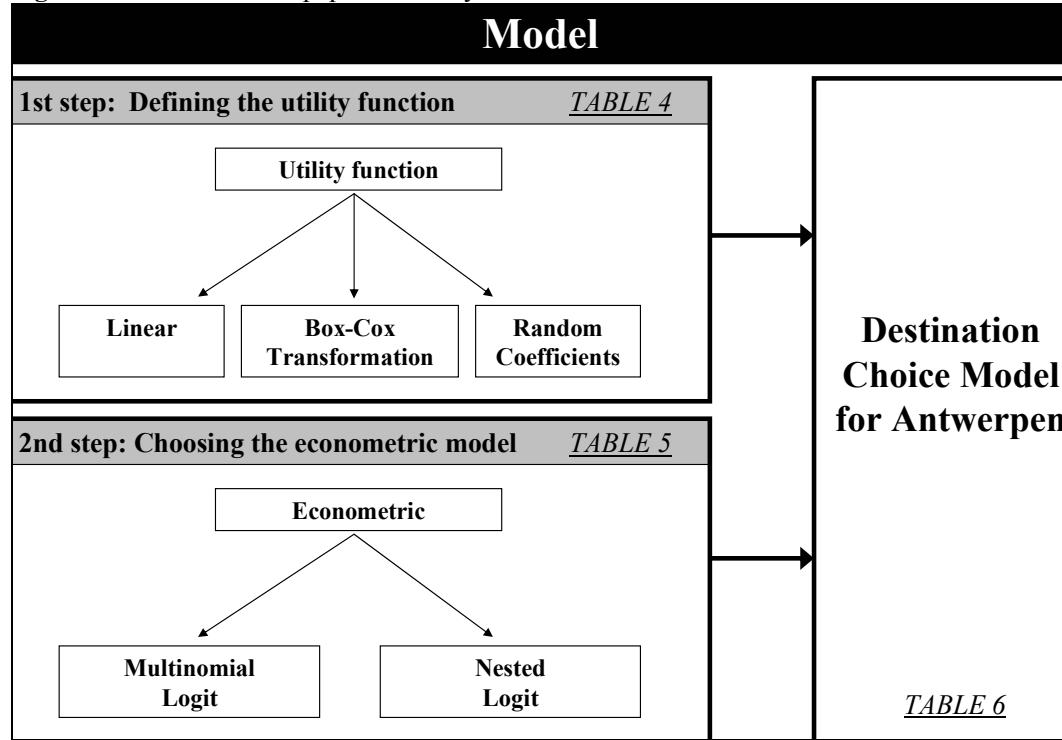 Model
1st step: Defining the utility function TABLE 4
Utility function
Linear
Box-Cox
Transformation
Random
Coefficients
2nd step: Choosing the econometric model TABLE 5
Econometric
Multinomial
Logit
Nested
Logit
Destination
Choice Model
for Antwerpen
TABLE 6